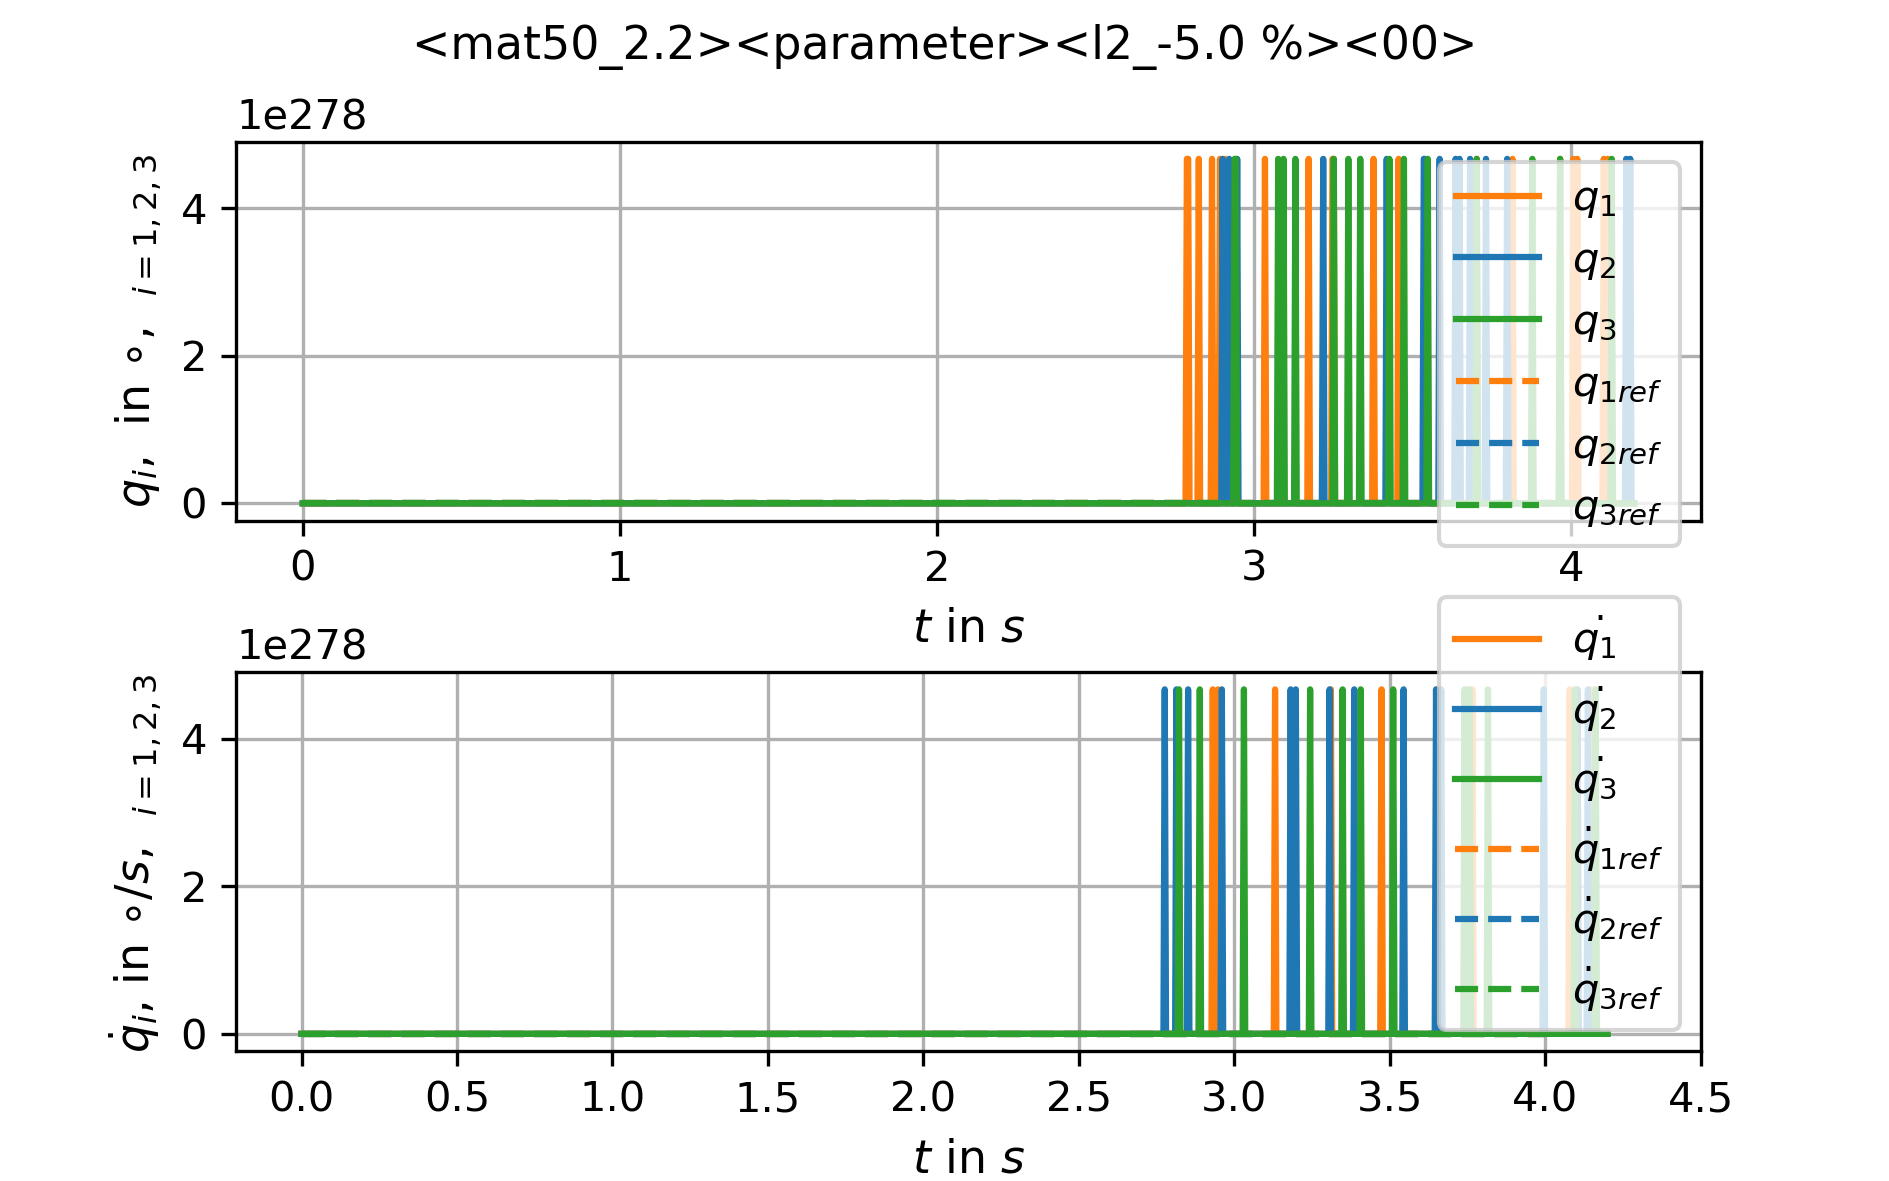 <mat50_2.2><parameter><l2_-5.0 %><00>
1e278
q_i, in °, i = 1, 2, 3
4
2
0
0 1 2 3 4
t in s
q_1
q_2
q_3
q_1ref
q_2ref
q_3ref
1e278
q̇_i, in °/s, i = 1, 2, 3
4
2
0
0.0 0.5 1.0 1.5 2.0 2.5 3.0 3.5 4.0 4.5
t in s
q̇_1
q̇_2
q̇_3
q̇_1ref
q̇_2ref
q̇_3ref